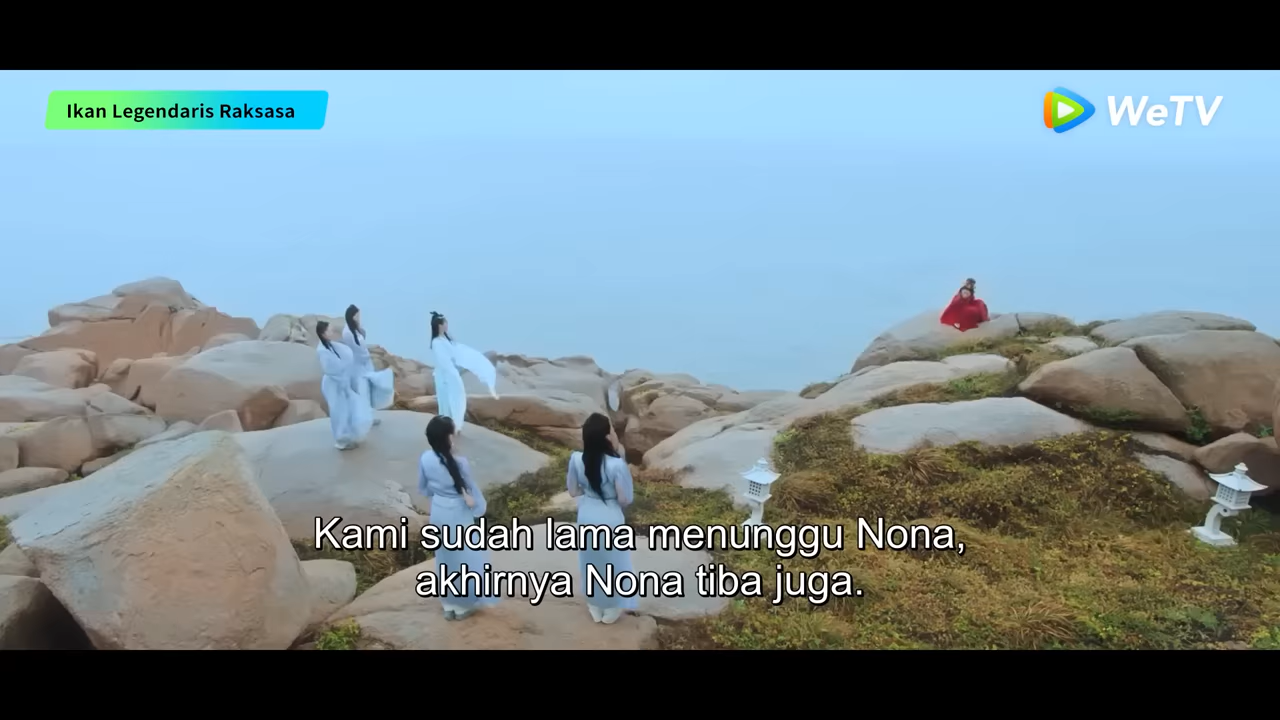 Ikan Legendaris Raksasa
WeTV
Kami sudah lama menunggu Nona,
akhirnya Nona tiba juga.